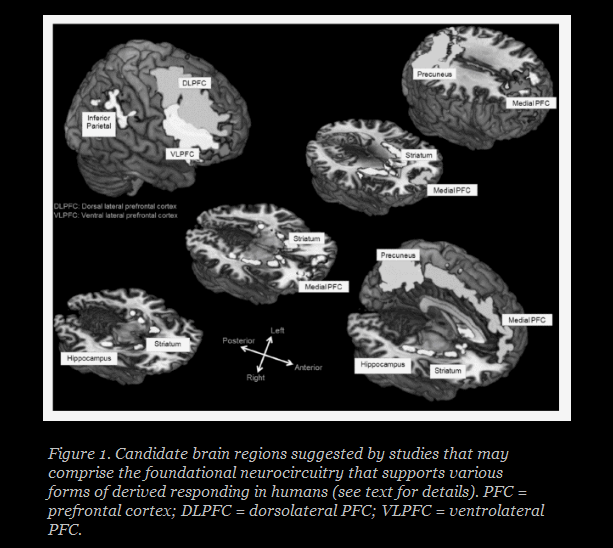 DLPFC
Precuneus
Medial PFC
Inferior
Parietal
VLPFC
Striatum
Medial PFC
DLPFC: Dorsal lateral prefrontal cortex
VLPFC: Ventral lateral prefrontal cortex
Striatum
Precuneus
Medial PFC
Medial PFC
Left
Posterior
Striatum
Hippocampus
Anterior
Right
Hippocampus
Striatum
Figure 1. Candidate brain regions suggested by studies that may
comprise the foundational neurocircuitry that supports various
forms of derived responding in humans (see text for details). PFC =
prefrontal cortex; DLPFC = dorsolateral PFC; VLPFC = ventrolateral
PFC.